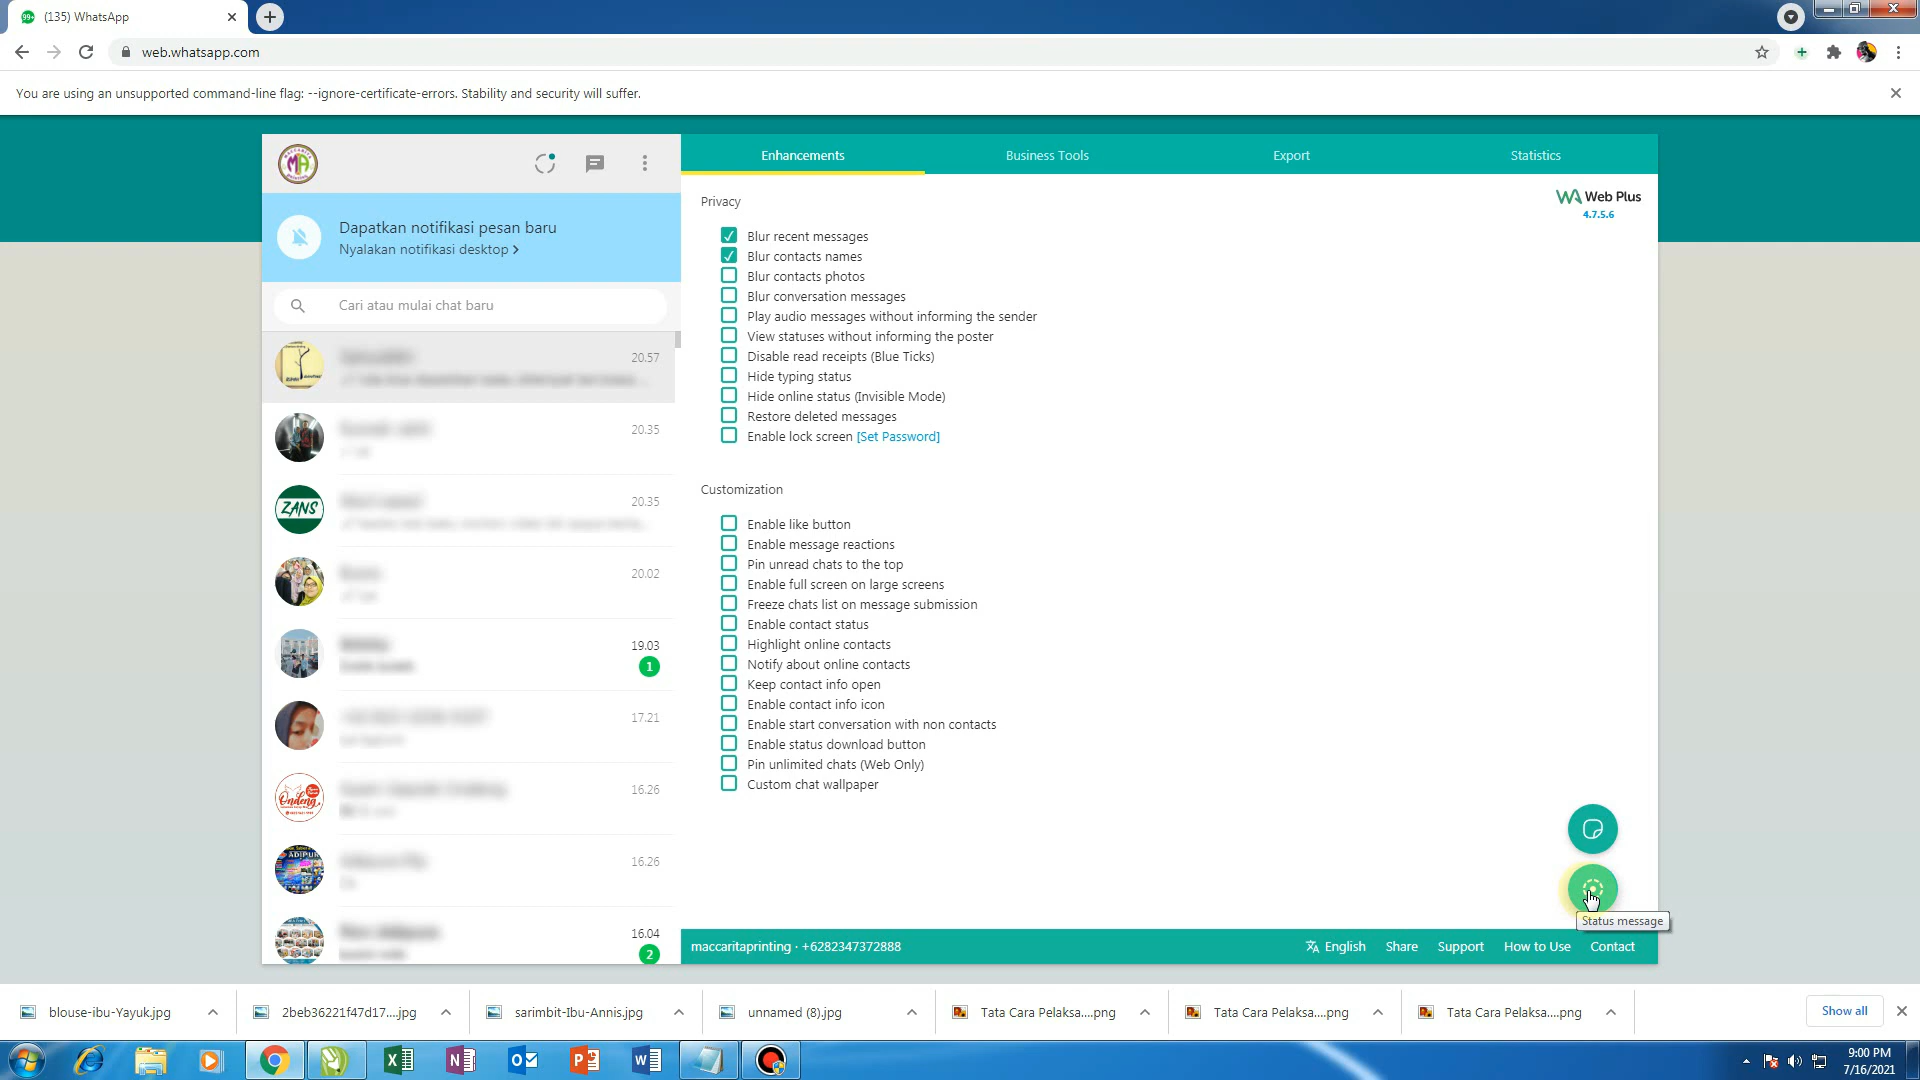 (135) WhatsApp
web.whatsapp.com
You are using an unsupported command-line flag: --ignore-certificate-errors. Stability and security will suffer.
Enhancements
Business Tools
Export
Statistics
Dapatkan notifikasi pesan baru
Nyalakan notifikasi desktop
Cari atau mulai chat baru
20.57
20.35
ZANS
20.35
20.02
19.03
1
17.21
Ondeng
16.26
16.26
16.04
2
Privacy
WA Web Plus
4.7.5.6
Blur recent messages
Blur contacts names
Blur contacts photos
Blur conversation messages
Play audio messages without informing the sender
View statuses without informing the poster
Disable read receipts (Blue Ticks)
Hide typing status
Hide online status (Invisible Mode)
Restore deleted messages
Enable lock screen [Set Password]
Customization
Enable like button
Enable message reactions
Pin unread chats to the top
Enable full screen on large screens
Freeze chats list on message submission
Enable contact status
Highlight online contacts
Notify about online contacts
Keep contact info open
Enable contact info icon
Enable start conversation with non contacts
Enable status download button
Pin unlimited chats (Web Only)
Custom chat wallpaper
Status message
maccaritaprinting · +6282347372888
English
Share
Support
How to Use
Contact
blouse-ibu-Yayuk.jpg
2beb36221f47d17....jpg
sarimbit-Ibu-Annis.jpg
unnamed (8).jpg
Tata Cara Pelaksa....png
Tata Cara Pelaksa....png
Tata Cara Pelaksa....png
Show all
9:00 PM
7/16/2021